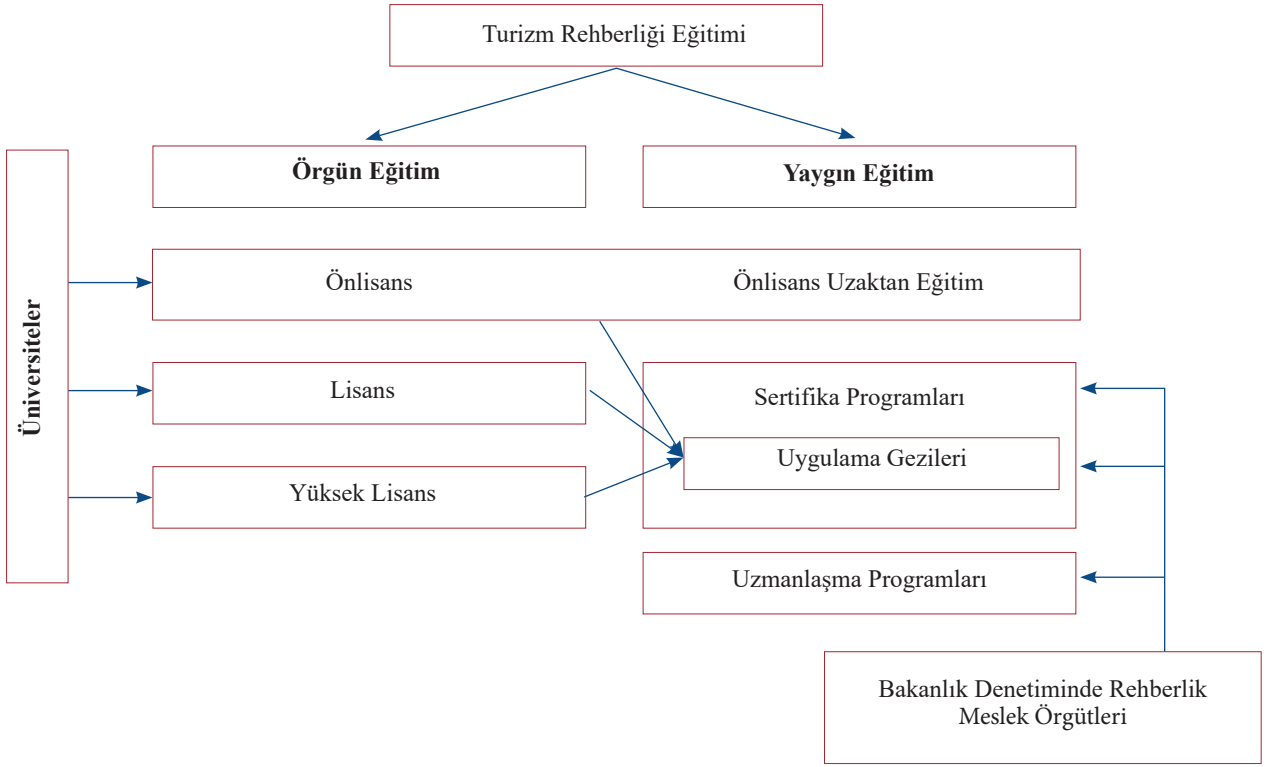 Turizm Rehberliği Eğitimi
Örgün Eğitim
Yaygın Eğitim
Üniversiteler
Önlisans
Önlisans Uzaktan Eğitim
Lisans
Sertifika Programları
Uygulama Gezileri
Yüksek Lisans
Uzmanlaşma Programları
Bakanlık Denetiminde Rehberlik
Meslek Örgütleri